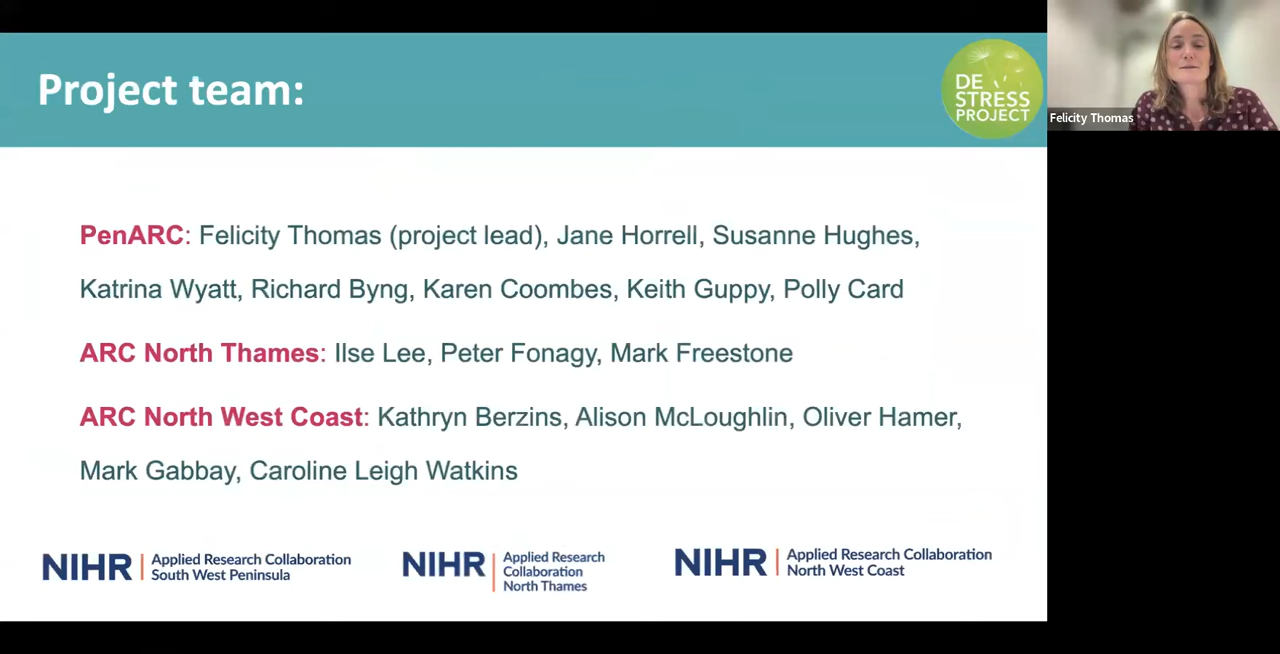 Project team:
DE
STRESS
PROJECT
Felicity Thomas
PenARC: Felicity Thomas (project lead), Jane Horrell, Susanne Hughes,
Katrina Wyatt, Richard Byng, Karen Coombes, Keith Guppy, Polly Card
ARC North Thames: Ilse Lee, Peter Fonagy, Mark Freestone
ARC North West Coast: Kathryn Berzins, Alison McLoughlin, Oliver Hamer,
Mark Gabbay, Caroline Leigh Watkins
NIHR | Applied Research Collaboration
South West Peninsula
NIHR | Applied Research
Collaboration
North Thames
NIHR | Applied Research Collaboration
North West Coast